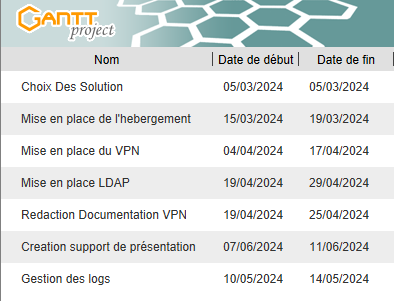 GANTT
project
Nom Date de début Date de fin
Choix Des Solution 05/03/2024 05/03/2024
Mise en place de l'hebergement 15/03/2024 19/03/2024
Mise en place du VPN 04/04/2024 17/04/2024
Mise en place LDAP 19/04/2024 29/04/2024
Redaction Documentation VPN 19/04/2024 25/04/2024
Creation support de présentation 07/06/2024 11/06/2024
Gestion des logs 10/05/2024 14/05/2024